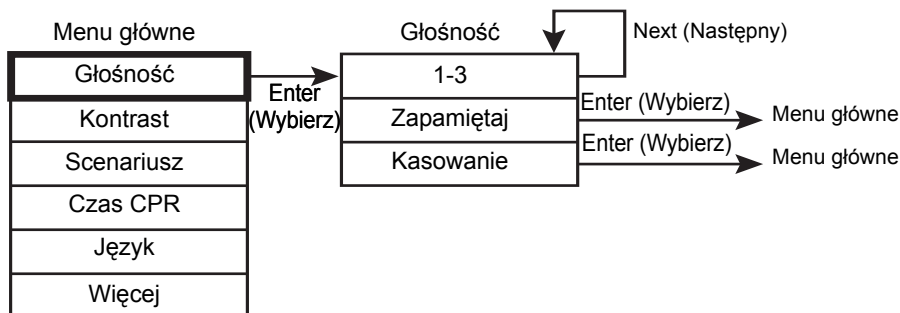 Menu główne
Głośność
Kontrast
Scenariusz
Czas CPR
Język
Więcej
Enter
(Wybierz)
Głośność
1-3
Zapamiętaj
Kasowanie
Next (Następny)
Enter (Wybierz)
Menu główne
Enter (Wybierz)
Menu główne